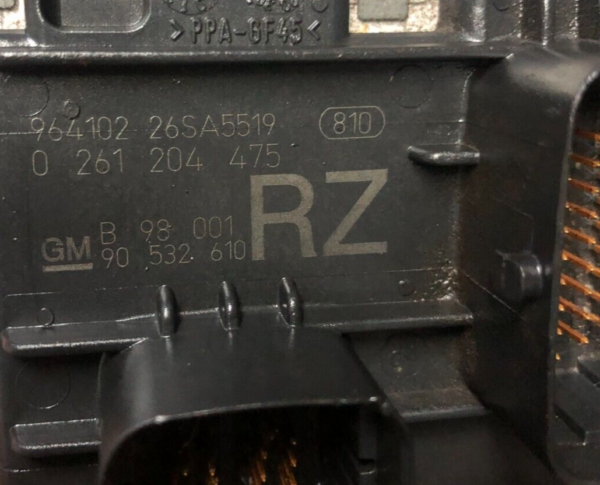 >PPA-GF45<
964102 26SA5519 810
0 261 204 475
RZ
GM B 98 001
90 532 610